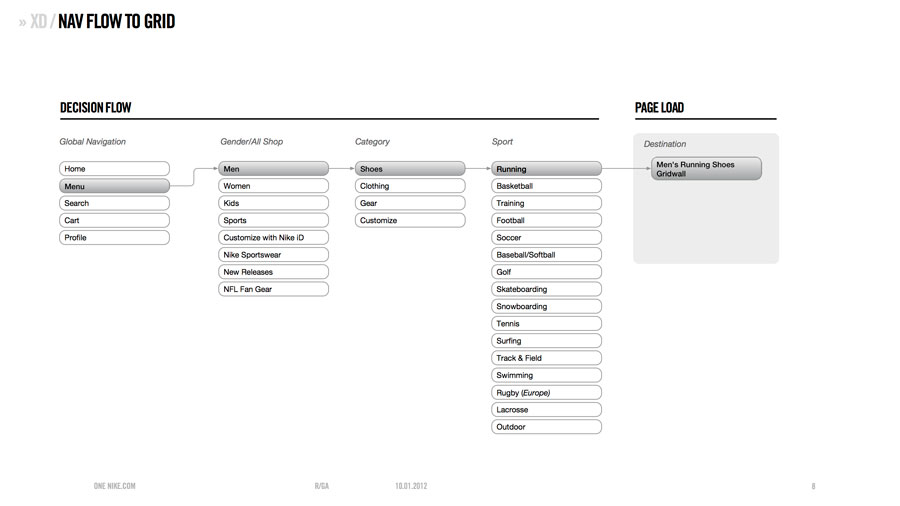 » XD / NAV FLOW TO GRID
DECISION FLOW
PAGE LOAD
Global Navigation
Gender/All Shop
Category
Sport
Destination
Home
Menu
Search
Cart
Profile
Men
Women
Kids
Sports
Customize with Nike iD
Nike Sportswear
New Releases
NFL Fan Gear
Shoes
Clothing
Gear
Customize
Running
Basketball
Training
Football
Soccer
Baseball/Softball
Golf
Skateboarding
Snowboarding
Tennis
Surfing
Track & Field
Swimming
Rugby (Europe)
Lacrosse
Outdoor
Men's Running Shoes
Gridwall
ONE NIKE.COM
R/GA
10.01.2012
8